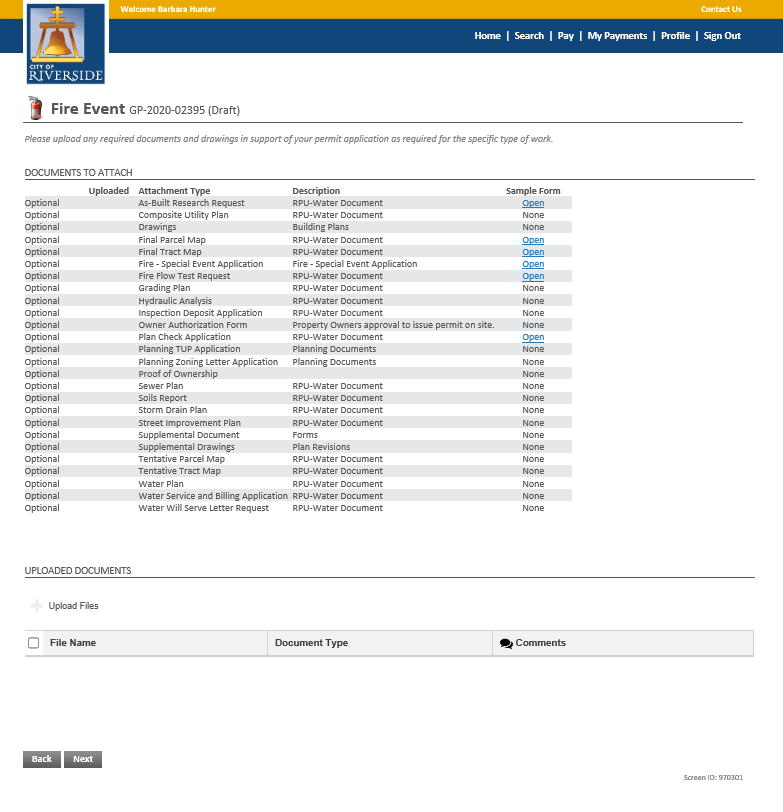 Welcome Barbara Hunter Contact Us
Home | Search | Pay | My Payments | Profile | Sign Out
CITY OF
RIVERSIDE
Fire Event GP-2020-02395 (Draft)
Please upload any required documents and drawings in support of your permit application as required for the specific type of work.
DOCUMENTS TO ATTACH
Uploaded Attachment Type Description Sample Form
Optional As-Built Research Request RPU-Water Document Open
Optional Composite Utility Plan RPU-Water Document None
Optional Drawings Building Plans None
Optional Final Parcel Map RPU-Water Document Open
Optional Final Tract Map RPU-Water Document Open
Optional Fire - Special Event Application Fire - Special Event Application Open
Optional Fire Flow Test Request RPU-Water Document Open
Optional Grading Plan RPU-Water Document None
Optional Hydraulic Analysis RPU-Water Document None
Optional Inspection Deposit Application RPU-Water Document None
Optional Owner Authorization Form Property Owners approval to issue permit on site. None
Optional Plan Check Application RPU-Water Document Open
Optional Planning TUP Application Planning Documents None
Optional Planning Zoning Letter Application Planning Documents None
Optional Proof of Ownership None
Optional Sewer Plan RPU-Water Document None
Optional Soils Report RPU-Water Document None
Optional Storm Drain Plan RPU-Water Document None
Optional Street Improvement Plan RPU-Water Document None
Optional Supplemental Document Forms None
Optional Supplemental Drawings Plan Revisions None
Optional Tentative Parcel Map RPU-Water Document None
Optional Tentative Tract Map RPU-Water Document None
Optional Water Plan RPU-Water Document None
Optional Water Service and Billing Application RPU-Water Document None
Optional Water Will Serve Letter Request RPU-Water Document None
UPLOADED DOCUMENTS
Upload Files
File Name Document Type Comments
Back Next
Screen ID: 970301